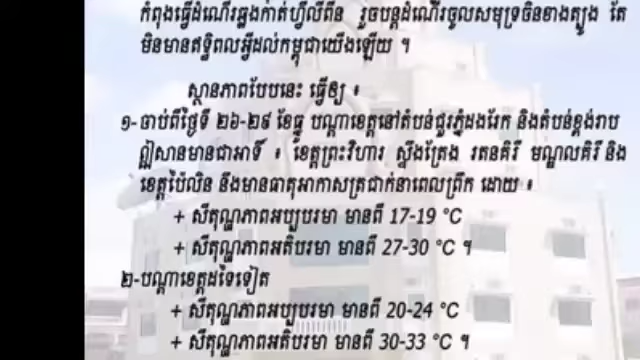 កំពុងធ្វើដំណើរឆ្លងកាត់ហ្វីលីពីន រួចបន្តដំណើរចូលសមុទ្រចិនខាងត្បូង តែ
មិនមានឥទ្ធិពលអ្វីដល់កម្ពុជាយើងឡើយ ។
ស្ថានភាពបែបនេះ ធ្វើឲ្យ ៖
១-ចាប់ពីថ្ងៃទី ២៦-២៩ ខែធ្នូ បណ្តាខេត្តនៅតំបន់ជួរភ្នំដងរែក និងតំបន់ខ្ពង់រាប
ឦសានមានជាអាទិ៍ ៖ ខេត្តព្រះវិហារ ស្ទឹងត្រែង រតនគិរី មណ្ឌលគិរី និង
ខេត្តប៉ៃលិន នឹងមានធាតុអាកាសត្រជាក់នាពេលព្រឹក ដោយ ៖
+ សីតុណ្ហភាពអប្បបរមា មានពី 17-19 °C
+ សីតុណ្ហភាពអតិបរមា មានពី 27-30 °C ។
២-បណ្តាខេត្តដទៃទៀត
+ សីតុណ្ហភាពអប្បបរមា មានពី 20-24 °C
+ សីតុណ្ហភាពអតិបរមា មានពី 30-33 °C ។